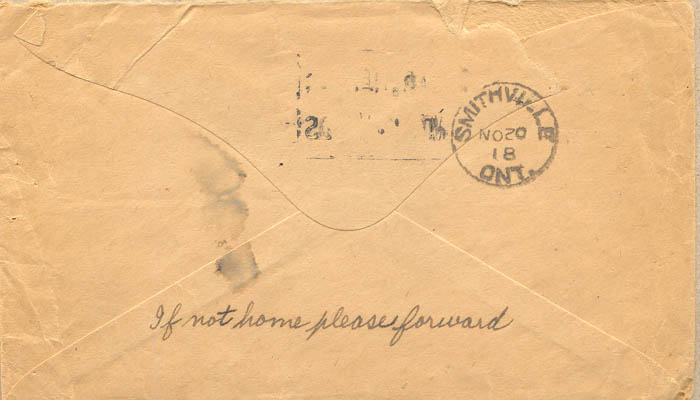 SMITHVILLE
NO 20
18
ONT.
If not home please forward